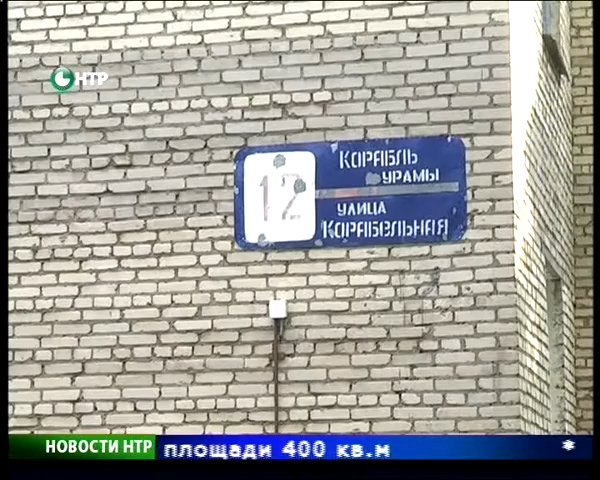 НТР
12
КОРАБЛЬ
УРАМЫ
УЛИЦА
КОРАБЕЛЬНАЯ
НОВОСТИ НТР
площади 400 кв.м
*